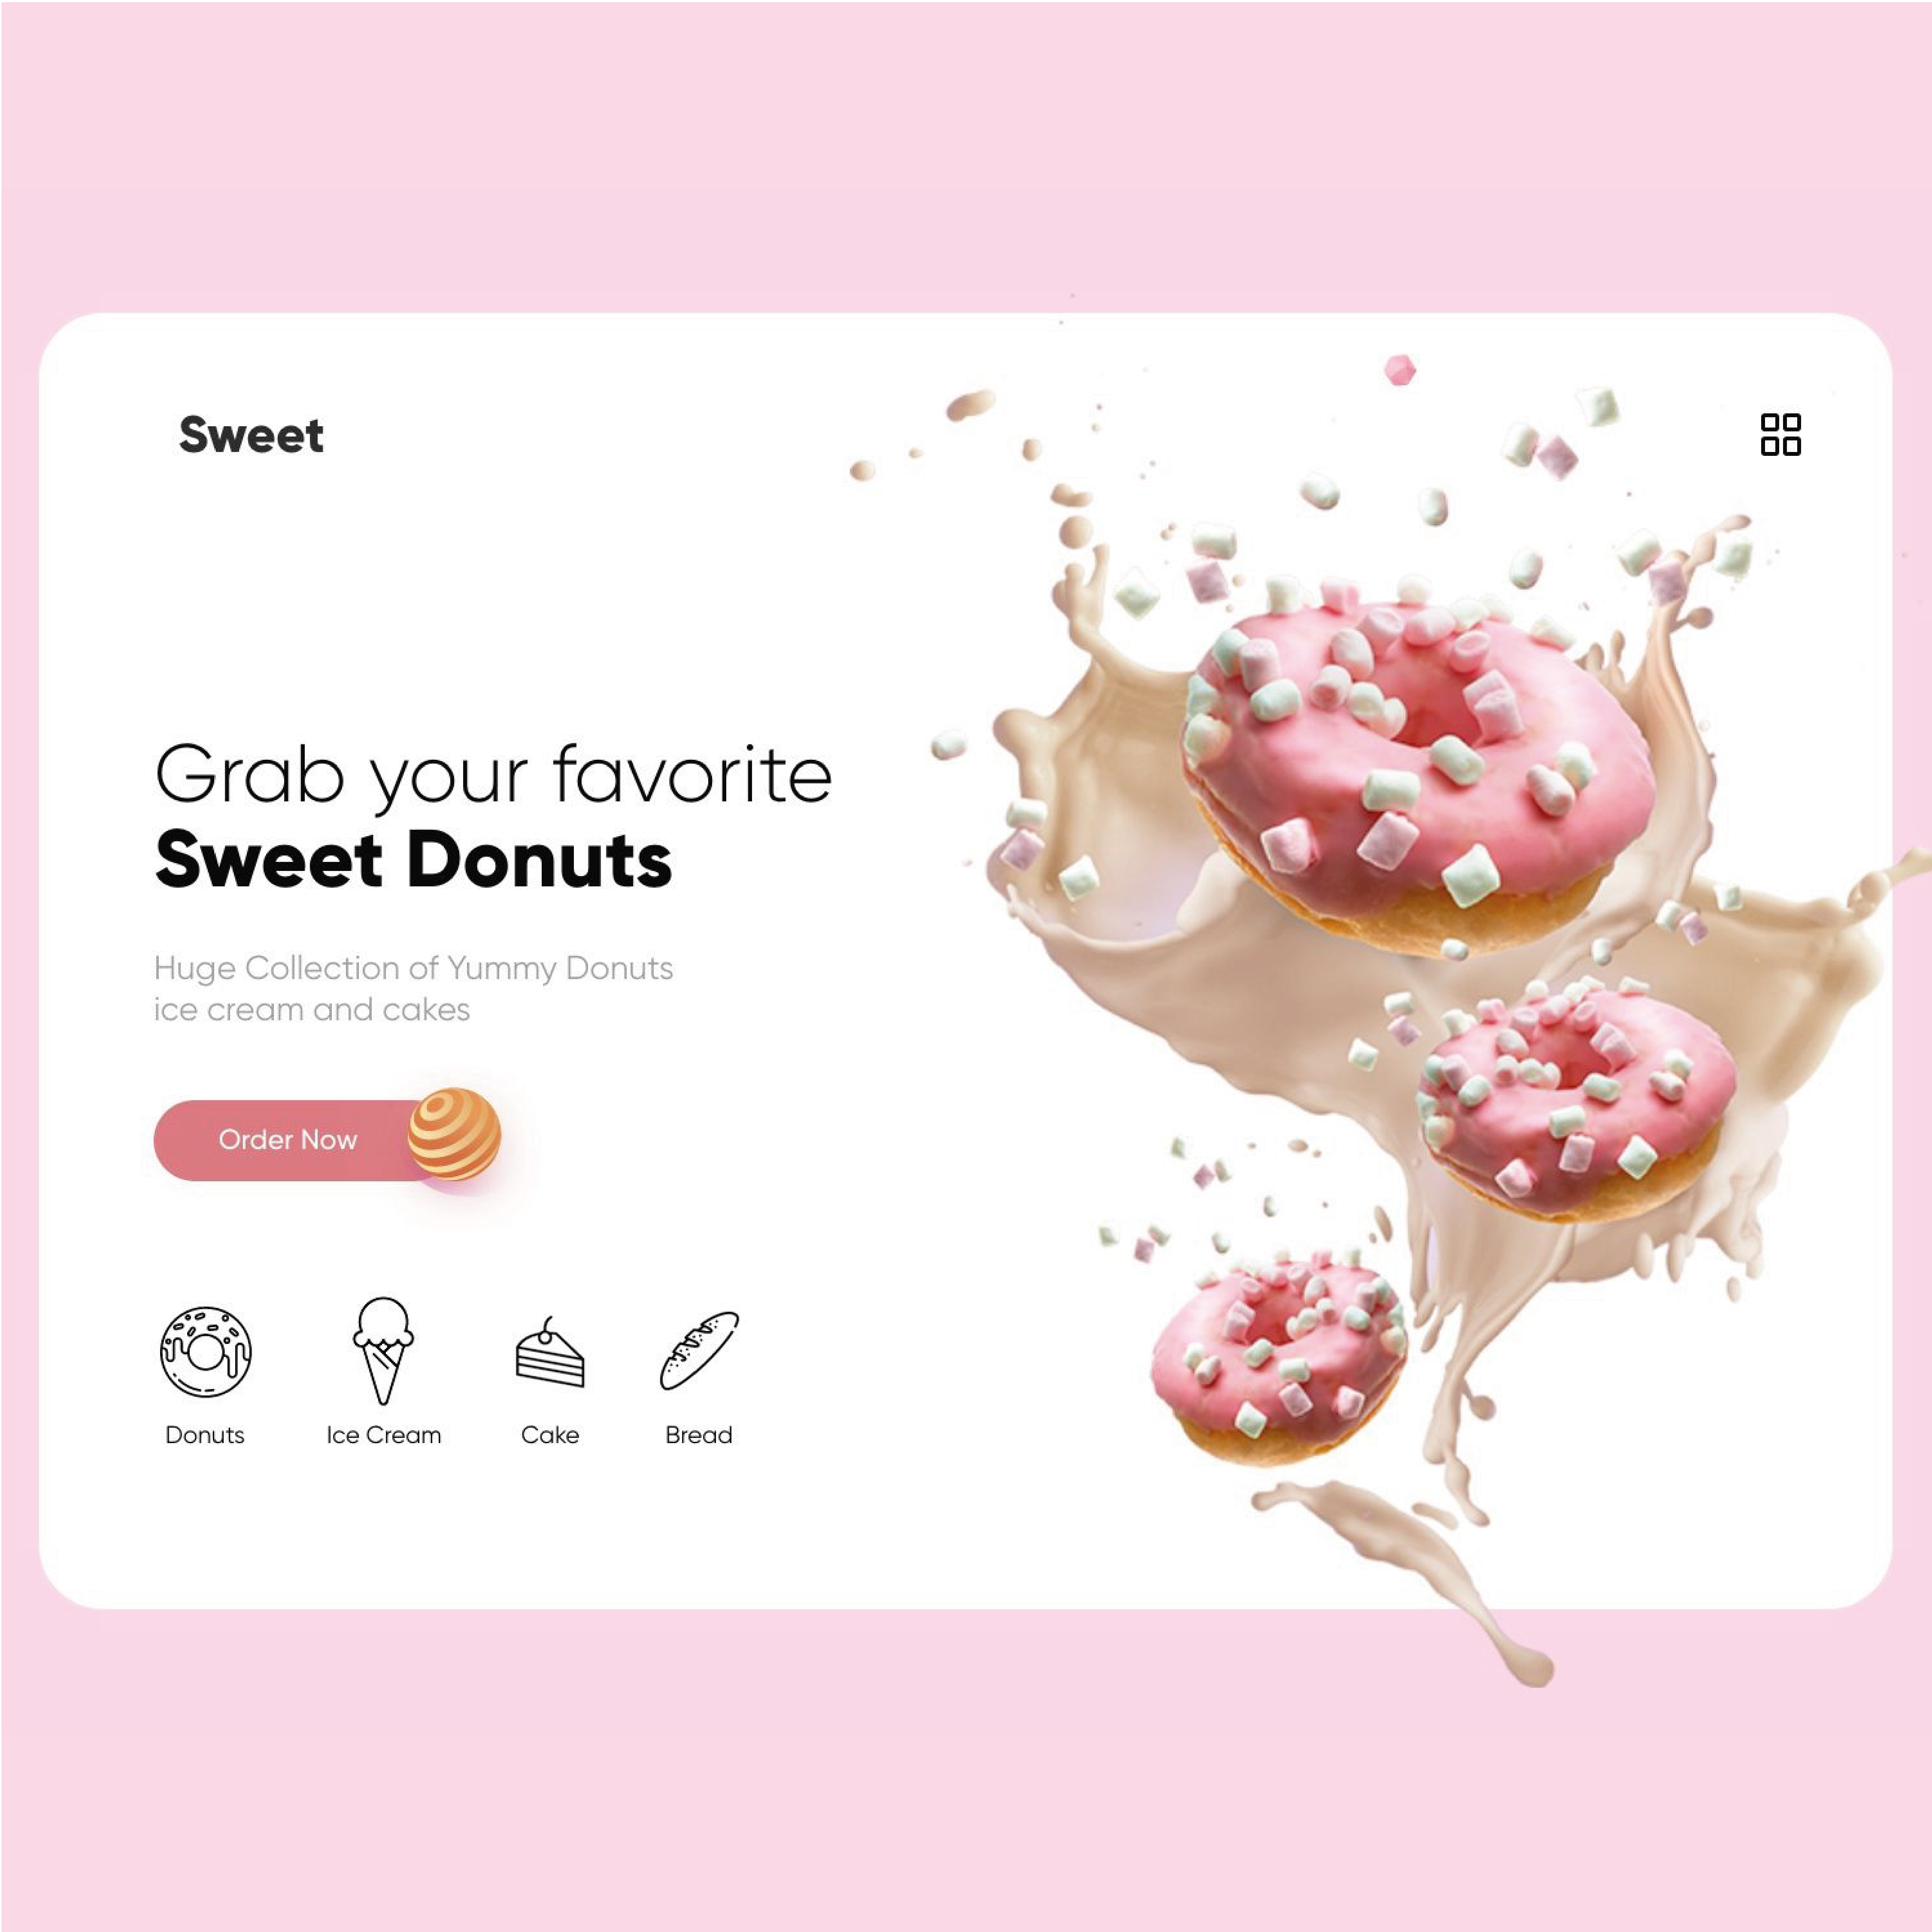 Sweet
Grab your favorite
Sweet Donuts
Huge Collection of Yummy Donuts
ice cream and cakes
Order Now
Donuts
Ice Cream
Cake
Bread